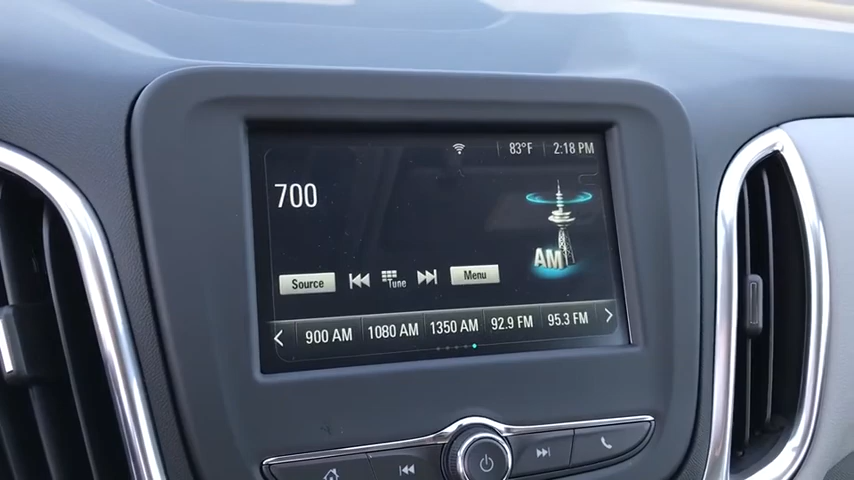 83°F 2:18 PM
700
AM
Source Tune Menu
900 AM 1080 AM 1350 AM 92.9 FM 95.3 FM